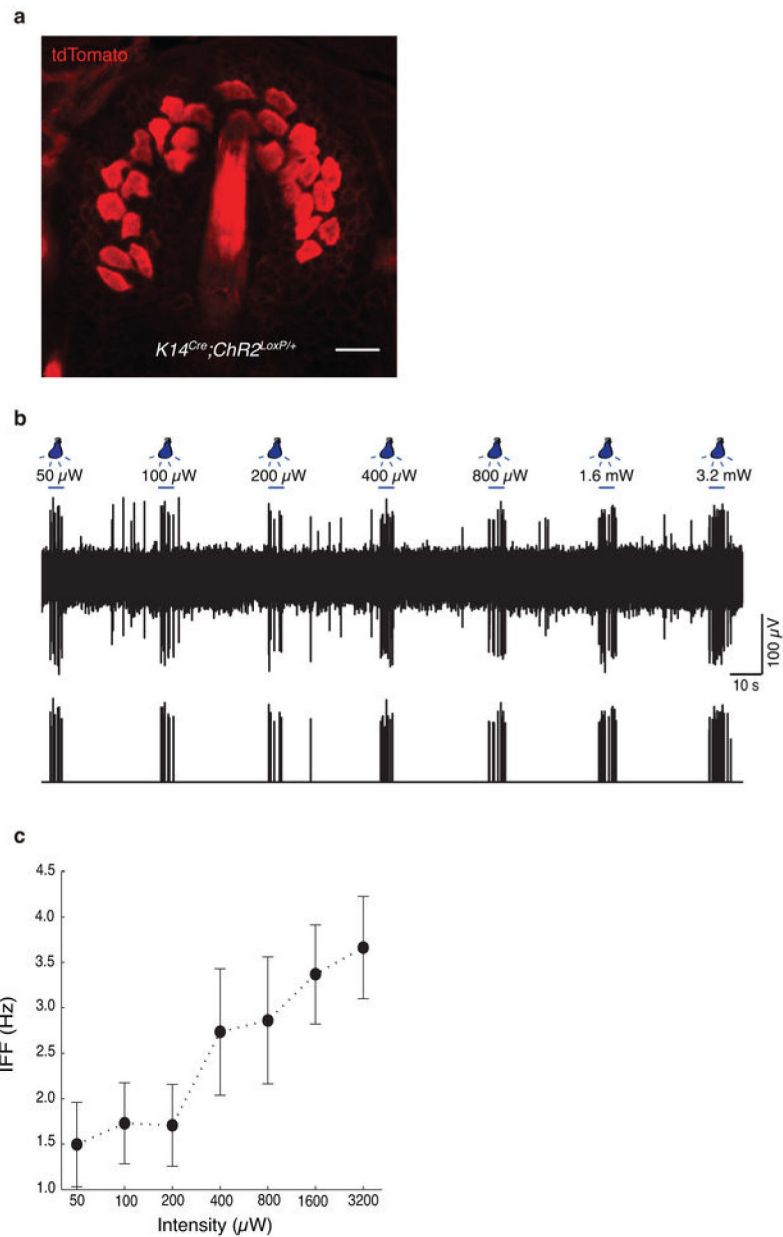 a
tdTomato
K14Cre;ChR2LoxP/+
b
50 µW 100 µW 200 µW 400 µW 800 µW 1.6 mW 3.2 mW
100 µV
10 s
c
4.5
4.0
3.5
3.0
2.5
2.0
1.5
1.0
IFF (Hz)
50 100 200 400 800 1600 3200
Intensity (µW)